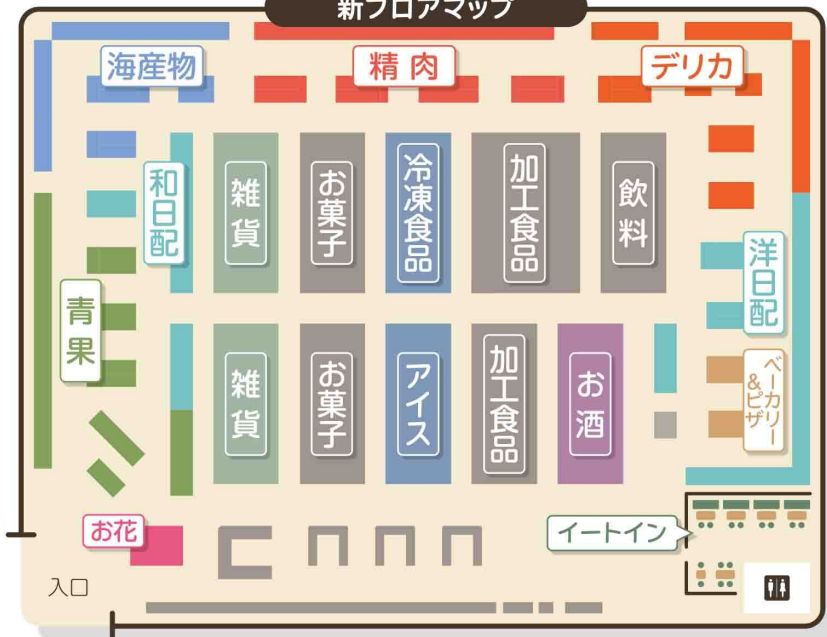 新フロアマップ
海産物
精肉
デリカ
和日配
雑貨
お菓子
冷凍食品
加工食品
飲料
洋日配
青果
雑貨
お菓子
アイス
加工食品
お酒
ベーカリー
&ピザ
お花
イートイン
入口